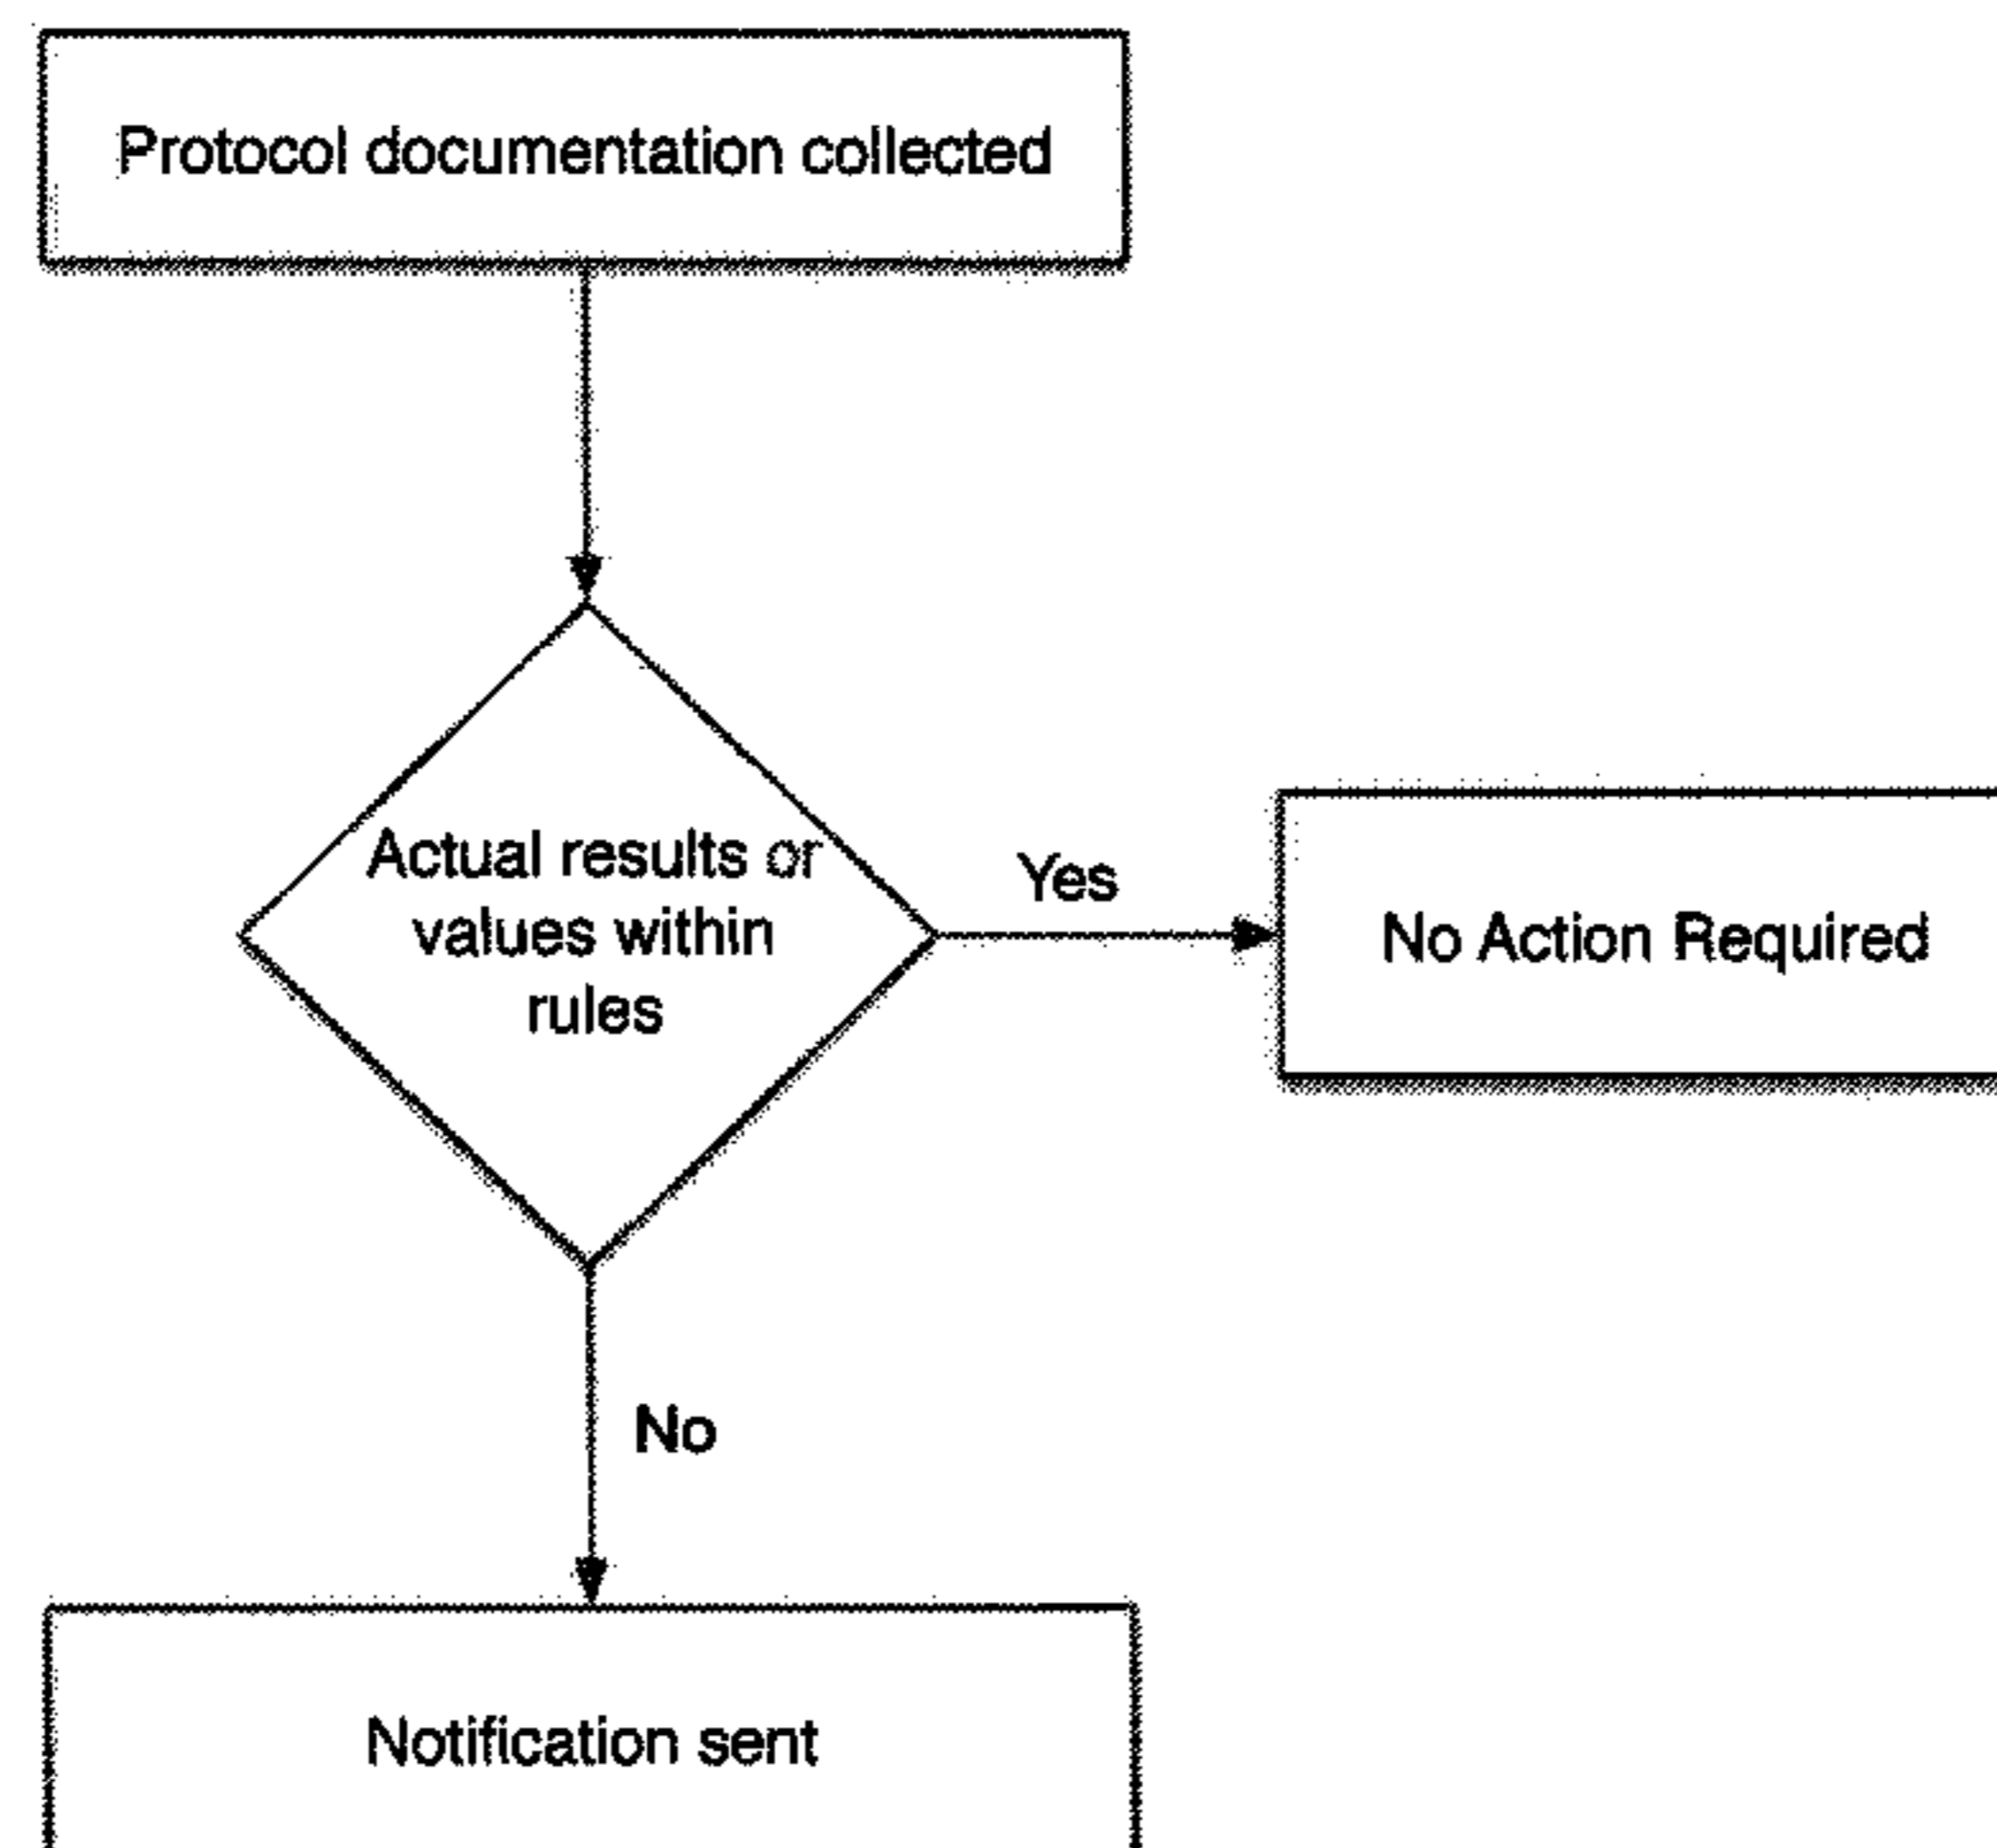 Protocol documentation collected
Actual results or
values within
rules
Yes
No Action Required
No
Notification sent